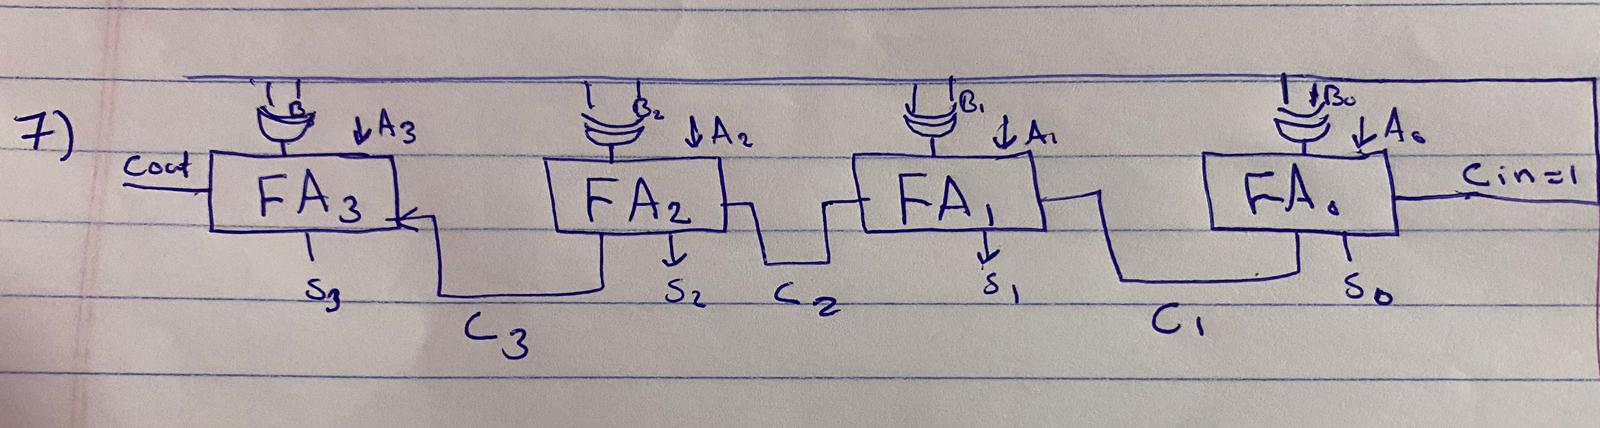 7)
B B₂ B₁ B₀
A₃ A₂ A₁ A₀
Cout FA₃ FA₂ FA₁ FA₀ Cin=1
S₃ S₂ S₁ S₀
C₃ C₂ C₁